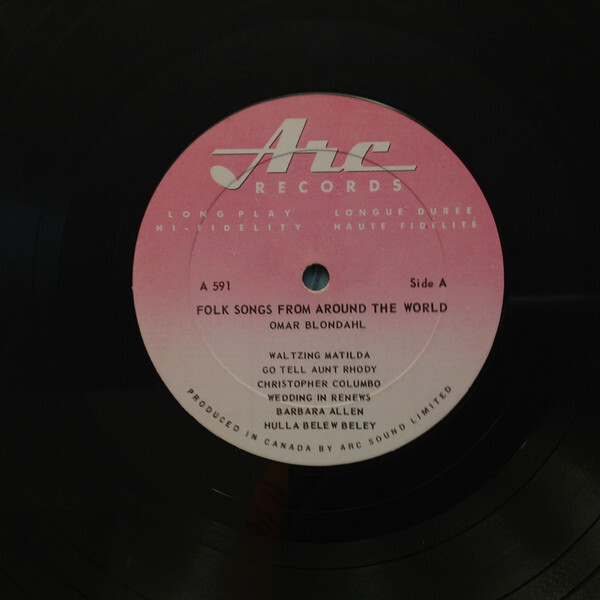 Arc
RECORDS
LONG PLAY LONGUE DUREE
HI-FIDELITY HAUTE FIDELITE
A 591 Side A
FOLK SONGS FROM AROUND THE WORLD
OMAR BLONDAHL
WALTZING MATILDA
GO TELL AUNT RHODY
CHRISTOPHER COLUMBO
WEDDING IN RENEWS
BARBARA ALLEN
HULLA BELEW BELEY
PRODUCED IN CANADA BY ARC SOUND LIMITED